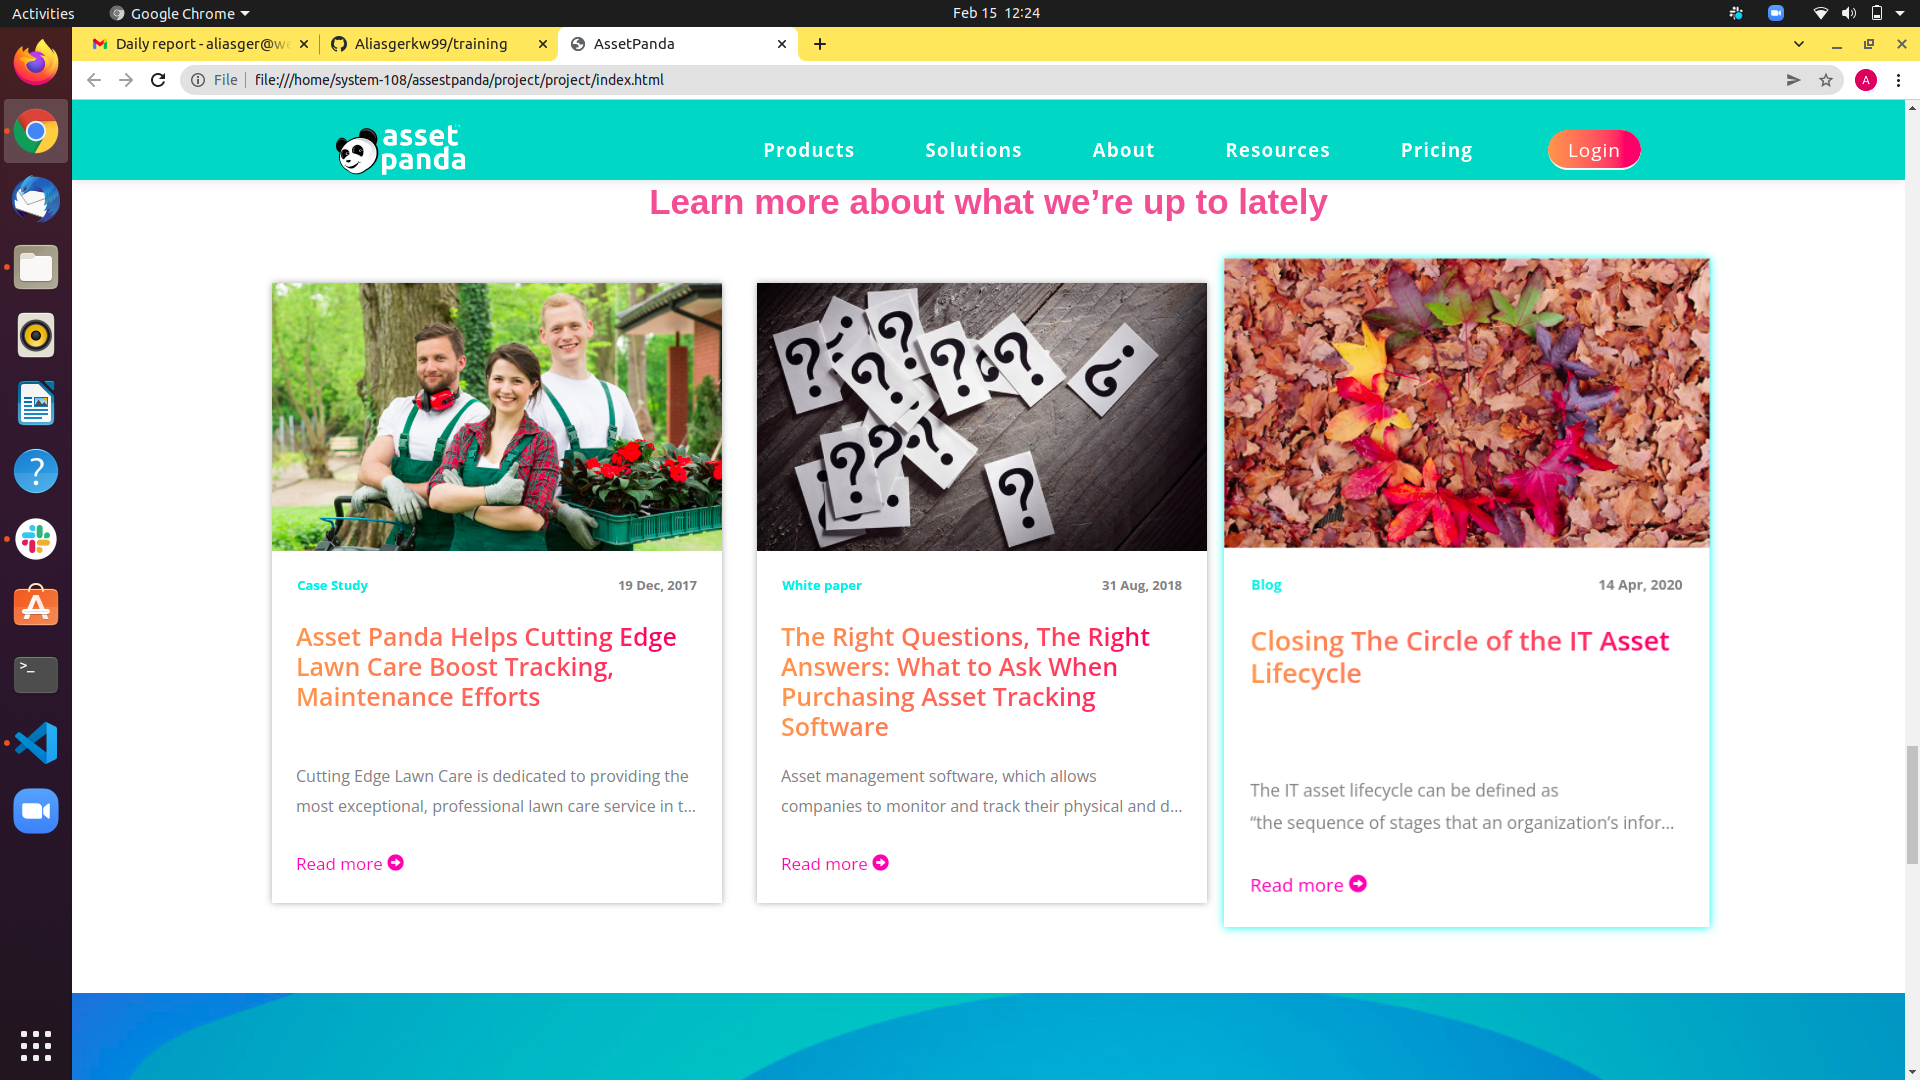 Activities
Google Chrome
Feb 15 12:24
Daily report - aliasger@we
Aliasgerkw99/training
AssetPanda
File
file:///home/system-108/assestpanda/project/project/index.html
A
asset
panda
Products
Solutions
About
Resources
Pricing
Login
Learn more about what we’re up to lately
? ? ? ? ? ? ? ? ? ? ? ?
Case Study
19 Dec, 2017
Asset Panda Helps Cutting Edge
Lawn Care Boost Tracking,
Maintenance Efforts
Cutting Edge Lawn Care is dedicated to providing the
most exceptional, professional lawn care service in t...
Read more
White paper
31 Aug, 2018
The Right Questions, The Right
Answers: What to Ask When
Purchasing Asset Tracking
Software
Asset management software, which allows
companies to monitor and track their physical and d...
Read more
Blog
14 Apr, 2020
Closing The Circle of the IT Asset
Lifecycle
The IT asset lifecycle can be defined as
“the sequence of stages that an organization’s infor...
Read more